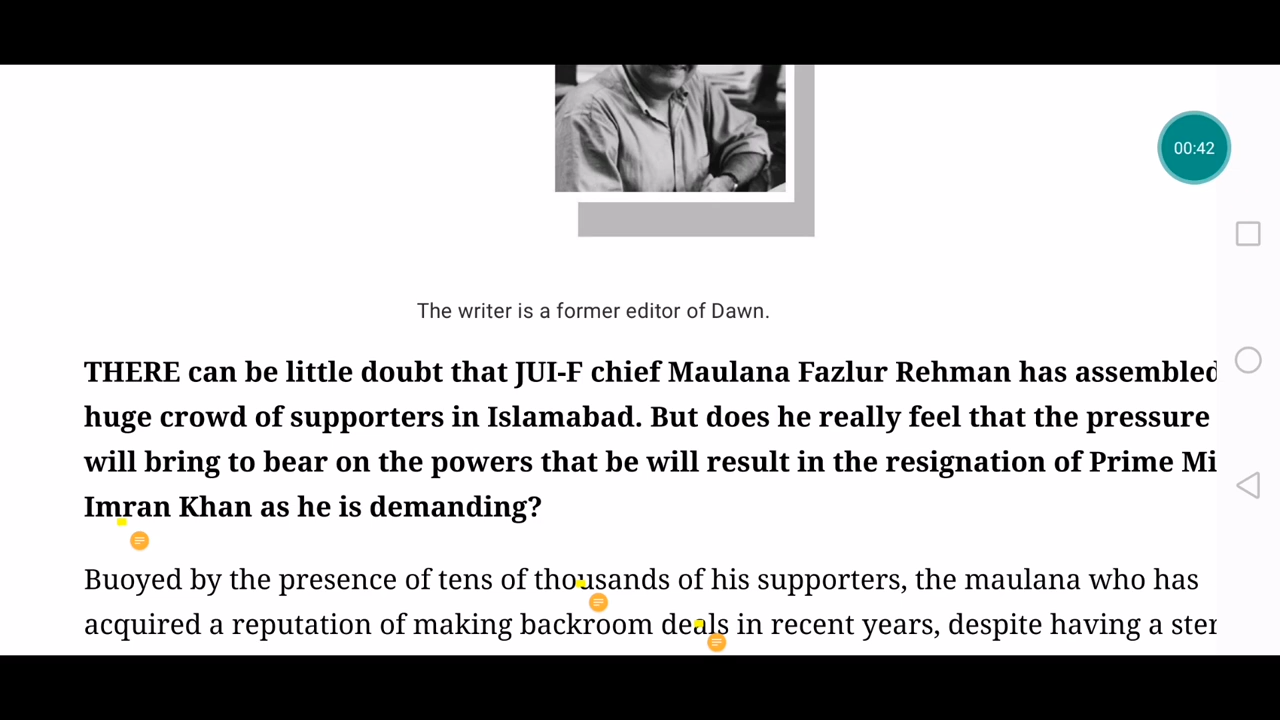 00:42
The writer is a former editor of Dawn.
THERE can be little doubt that JUI-F chief Maulana Fazlur Rehman has assembled
huge crowd of supporters in Islamabad. But does he really feel that the pressure
will bring to bear on the powers that be will result in the resignation of Prime Mi
Imran Khan as he is demanding?
Buoyed by the presence of tens of thousands of his supporters, the maulana who has
acquired a reputation of making backroom deals in recent years, despite having a ster